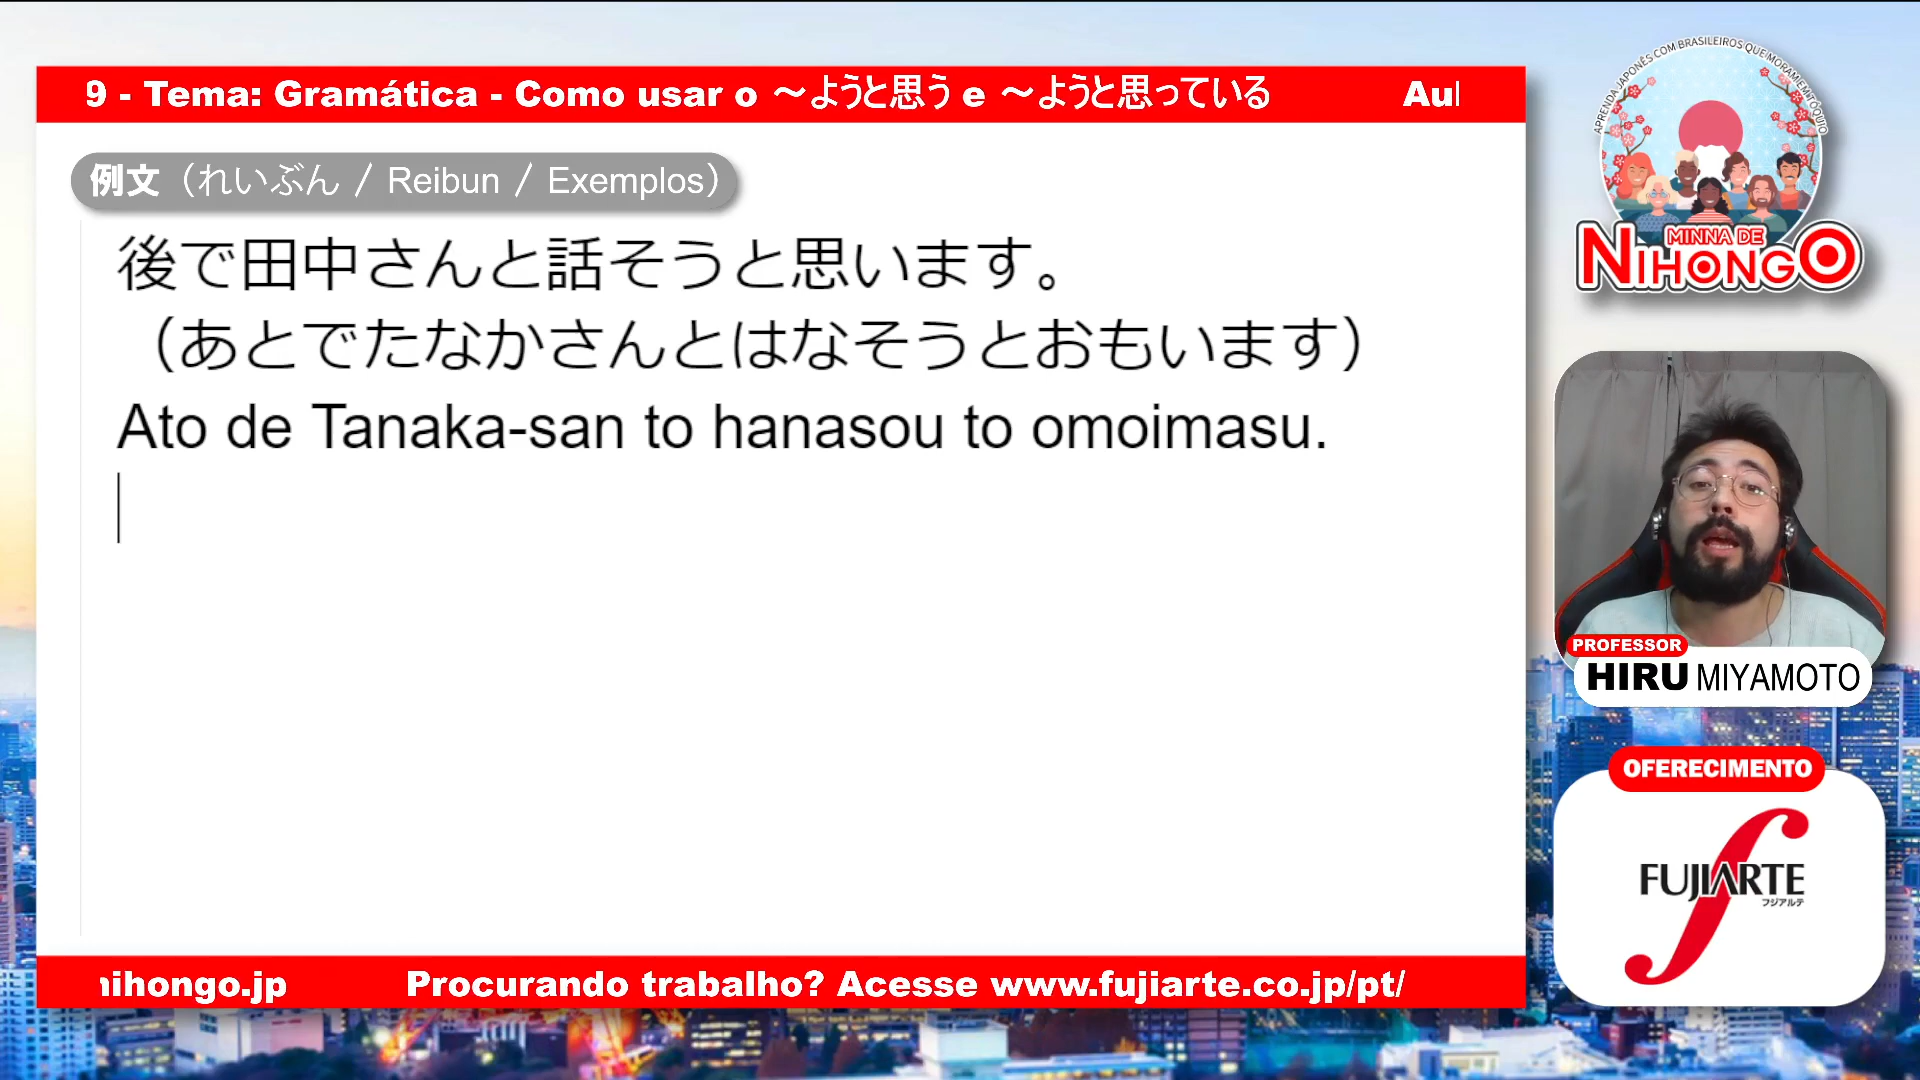 9 - Tema: Gramática - Como usar o ～ようと思う e ～ようと思っている Aul
例文（れいぶん / Reibun / Exemplos）
後で田中さんと話そうと思います。
（あとでたなかさんとはなそうとおもいます）
Ato de Tanaka-san to hanasou to omoimasu.
APRENDA JAPONÊS COM BRASILEIROS QUE MORAM EM TÓQUIO
MINNA DE
NIHONGO
PROFESSOR
HIRU MIYAMOTO
OFERECIMENTO
FUJIARTE
フジアルテ
nihongo.jp Procurando trabalho? Acesse www.fujiarte.co.jp/pt/